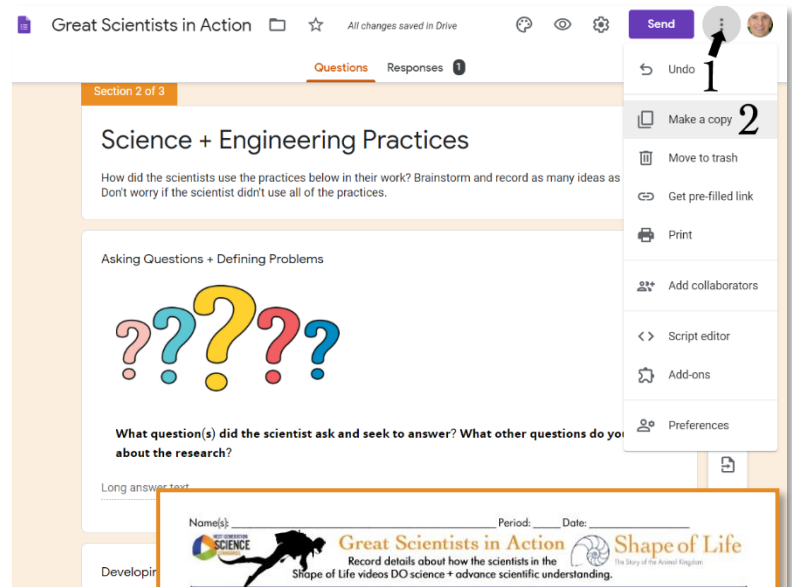 Great Scientists in Action
All changes saved in Drive
Send
1
Questions Responses 1
Undo
Section 2 of 3
Make a copy 2
Science + Engineering Practices
Move to trash
How did the scientists use the practices below in their work? Brainstorm and record as many ideas as
Don't worry if the scientist didn't use all of the practices.
Get pre-filled link
Print
Asking Questions + Defining Problems
Add collaborators
Script editor
Add-ons
Preferences
What question(s) did the scientist ask and seek to answer? What other questions do you
about the research?
Long answer text
Name(s): Period: Date:
SCIENCE
Great Scientists in Action
Shape of Life
The Story of the Animal Kingdom
Record details about how the scientists in the
Shape of Life videos DO science + advance scientific understanding.
Developin